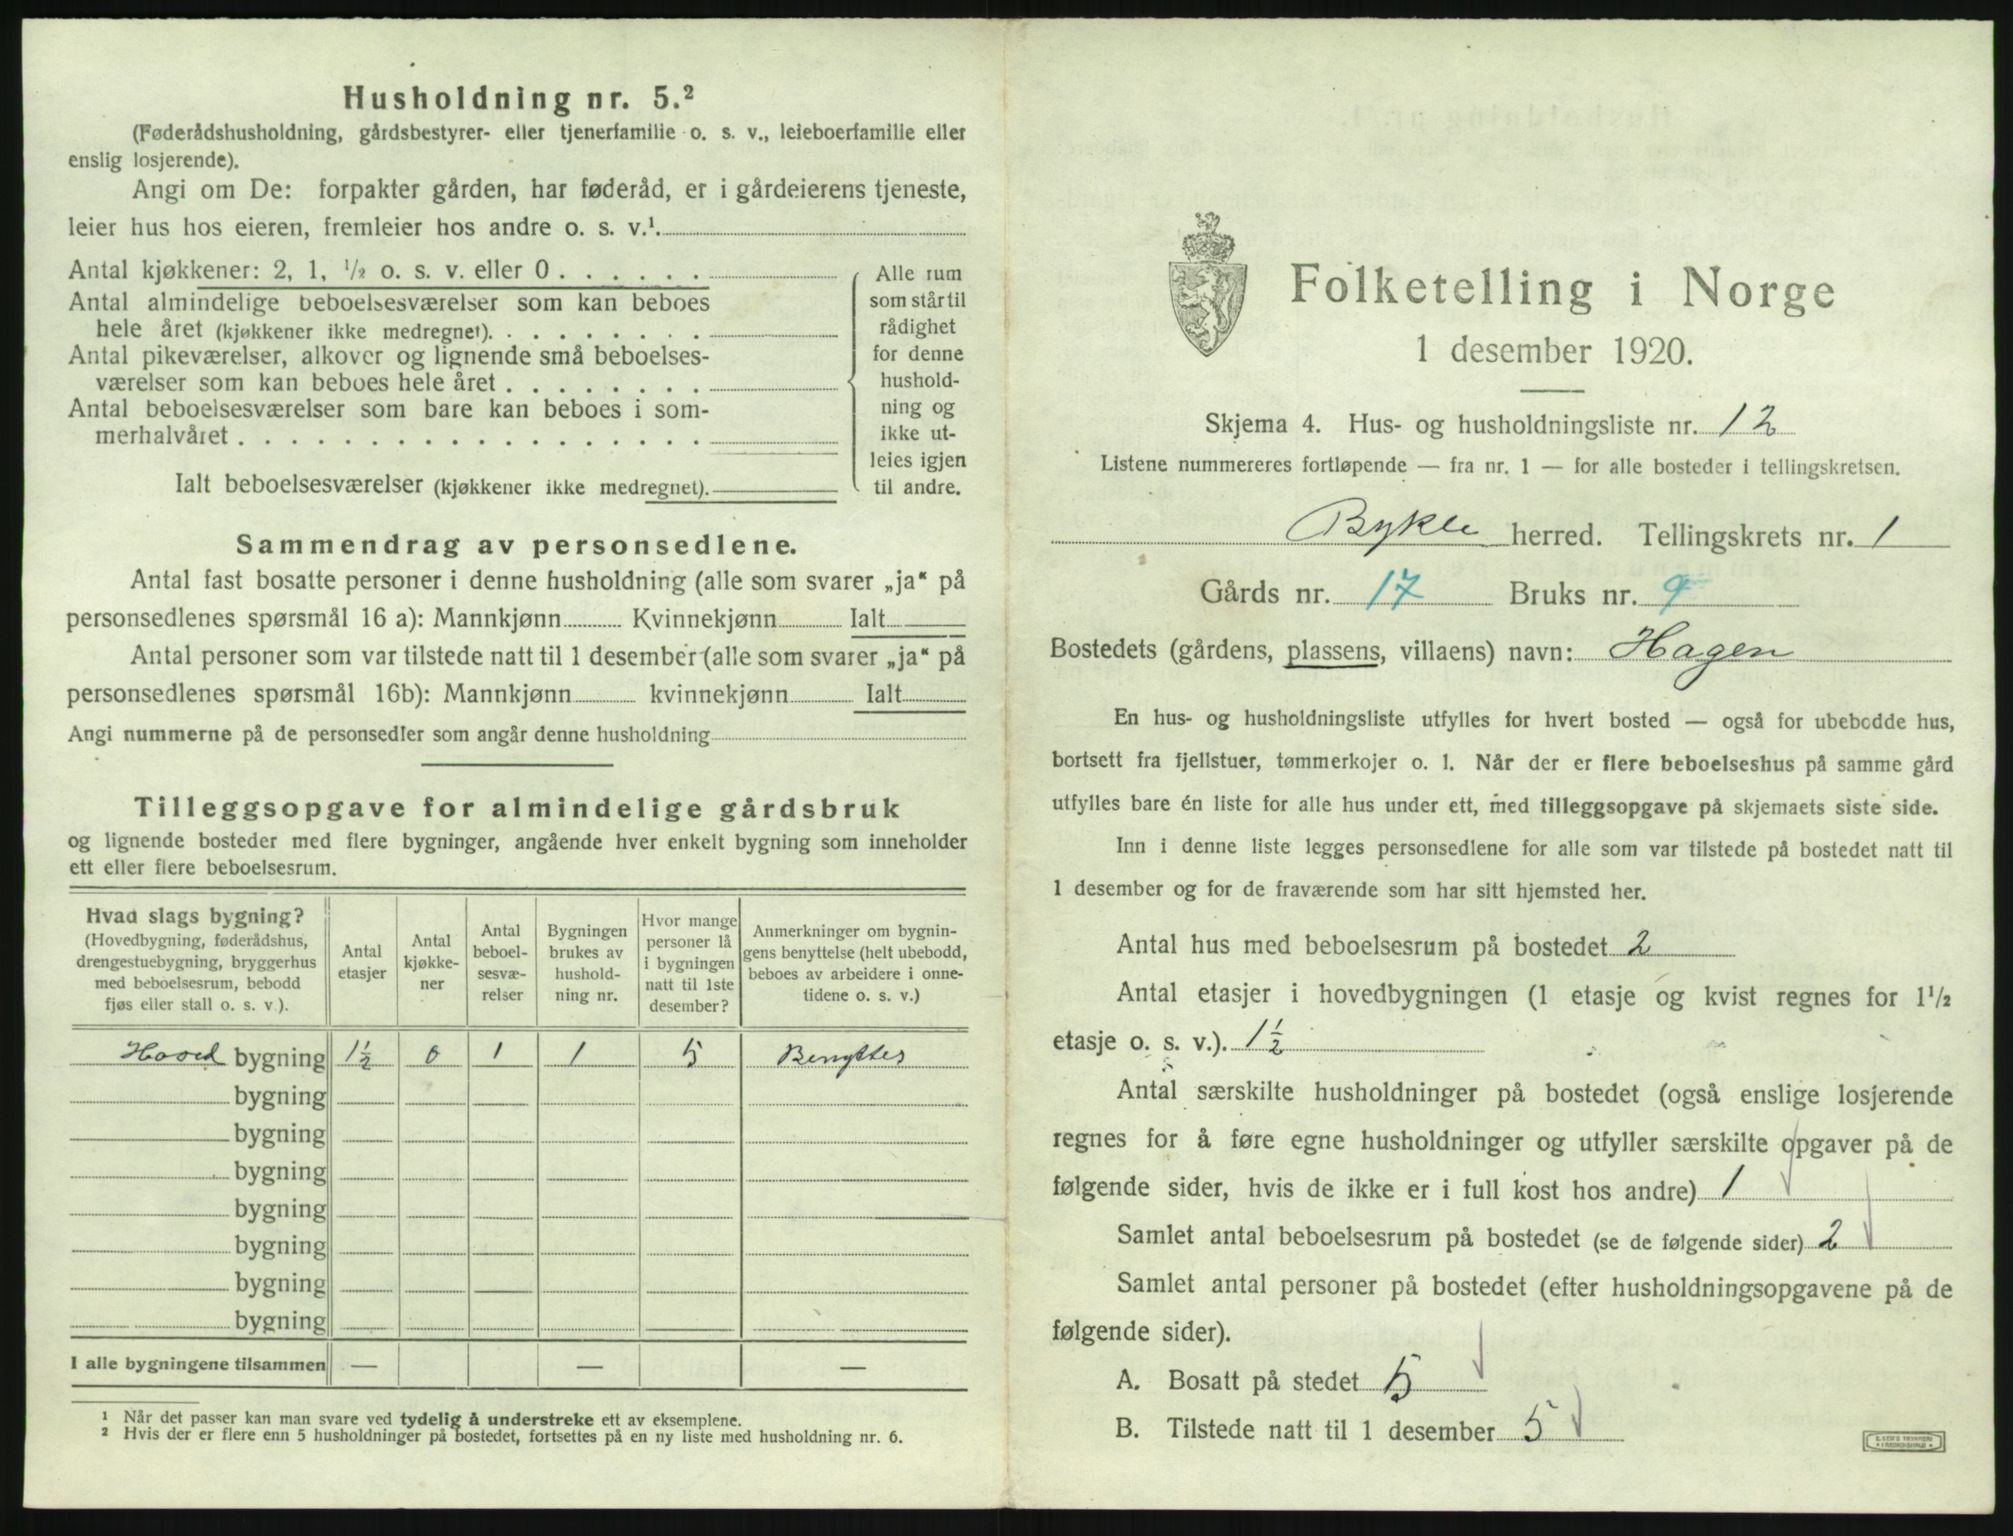 Husholdning nr. 5.²
(Føderådshusholdning, gårdsbestyrer- eller tjenerfamilie o. s. v., leieboerfamilie eller
enslig losjerende).
Angi om De: forpakter gården, har føderåd, er i gårdeierens tjeneste,
leier hus hos eieren, fremleier hos andre o. s. v.¹
Antal kjøkkener: 2, 1, ½ o. s. v. eller 0 . . . . . .
Antal almindelige beboelsesværelser som kan beboes
hele året (kjøkkener ikke medregnet). . . . . . . . .
Antal pikeværelser, alkover og lignende små beboelses-
værelser som kan beboes hele året . . . . . . . .
Antal beboelsesværelser som bare kan beboes i som-
merhalvåret . . . . . . . . . . . . . . . . . .
Ialt beboelsesværelser (kjøkkener ikke medregnet).
Alle rum
som står til
rådighet
for denne
hushold-
ning og
ikke ut-
leies igjen
til andre.
Sammendrag av personsedlene.
Antal fast bosatte personer i denne husholdning (alle som svarer „ja“ på
personsedlenes spørsmål 16 a): Mannkjønn Kvinnekjønn Ialt
Antal personer som var tilstede natt til 1 desember (alle som svarer „ja“ på
personsedlenes spørsmål 16b): Mannkjønn kvinnekjønn Ialt
Angi nummerne på de personsedler som angår denne husholdning
Tilleggsopgave for almindelige gårdsbruk
og lignende bosteder med flere bygninger, angående hver enkelt bygning som inneholder
ett eller flere beboelsesrum.
Hvad slags bygning?
(Hovedbygning, føderådshus,
drengestuebygning, bryggerhus
med beboelsesrum, bebodd
fjøs eller stall o. s. v.).
Antal
etasjer
Antal
kjøkke-
ner
Antal
beboel-
sesvæ-
relser
Bygningen
brukes av
hushold-
ning nr.
Hvor mange
personer lå
i bygningen
natt til 1ste
desember?
Anmerkninger om bygnin-
gens benyttelse (helt ubebodd,
beboes av arbeidere i onne-
tidene o. s. v.)
Hoved bygning 1½ 0 1 1 5 Benyttes
bygning
bygning
bygning
bygning
bygning
bygning
bygning
I alle bygningene tilsammen — — —
¹ Når det passer kan man svare ved tydelig å understreke ett av eksemplene.
² Hvis der er flere enn 5 husholdninger på bostedet, fortsettes på en ny liste med husholdning nr. 6.
Folketelling i Norge
1 desember 1920.
Skjema 4. Hus- og husholdningsliste nr. 12
Listene nummereres fortløpende — fra nr. 1 — for alle bosteder i tellingskretsen.
Bykle herred. Tellingskrets nr. 1
Gårds nr. 17 Bruks nr. 9
Bostedets (gårdens, plassens, villaens) navn: Hagen
En hus- og husholdningsliste utfylles for hvert bosted — også for ubebodde hus,
bortsett fra fjellstuer, tømmerkojer o. l. Når der er flere beboelseshus på samme gård
utfylles bare én liste for alle hus under ett, med tilleggsopgave på skjemaets siste side.
Inn i denne liste legges personsedlene for alle som var tilstede på bostedet natt til
1 desember og for de fraværende som har sitt hjemsted her.
Antal hus med beboelsesrum på bostedet 2
Antal etasjer i hovedbygningen (1 etasje og kvist regnes for 1½
etasje o. s. v.). 1½
Antal særskilte husholdninger på bostedet (også enslige losjerende
regnes for å føre egne husholdninger og utfyller særskilte opgaver på de
følgende sider, hvis de ikke er i full kost hos andre) 1
Samlet antal beboelsesrum på bostedet (se de følgende sider) 2
Samlet antal personer på bostedet (efter husholdningsopgavene på de
følgende sider).
A. Bosatt på stedet 5
B. Tilstede natt til 1 desember 5